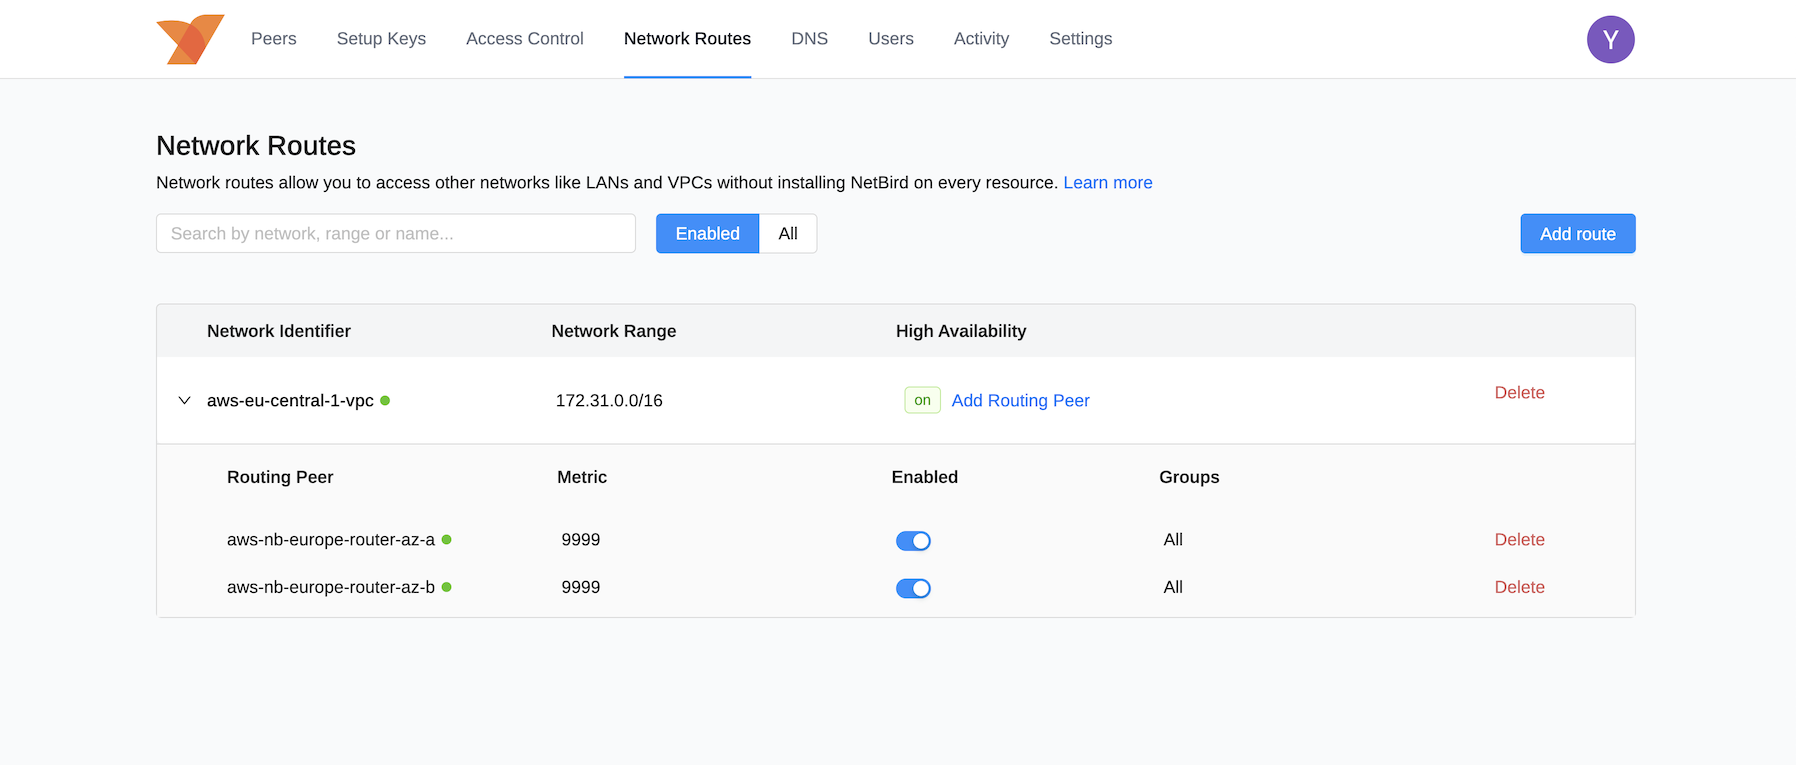 Peers Setup Keys Access Control Network Routes DNS Users Activity Settings Y
Network Routes
Network routes allow you to access other networks like LANs and VPCs without installing NetBird on every resource. Learn more
Search by network, range or name... Enabled All Add route
Network Identifier Network Range High Availability
aws-eu-central-1-vpc 172.31.0.0/16 on Add Routing Peer Delete
Routing Peer Metric Enabled Groups
aws-nb-europe-router-az-a 9999 All Delete
aws-nb-europe-router-az-b 9999 All Delete